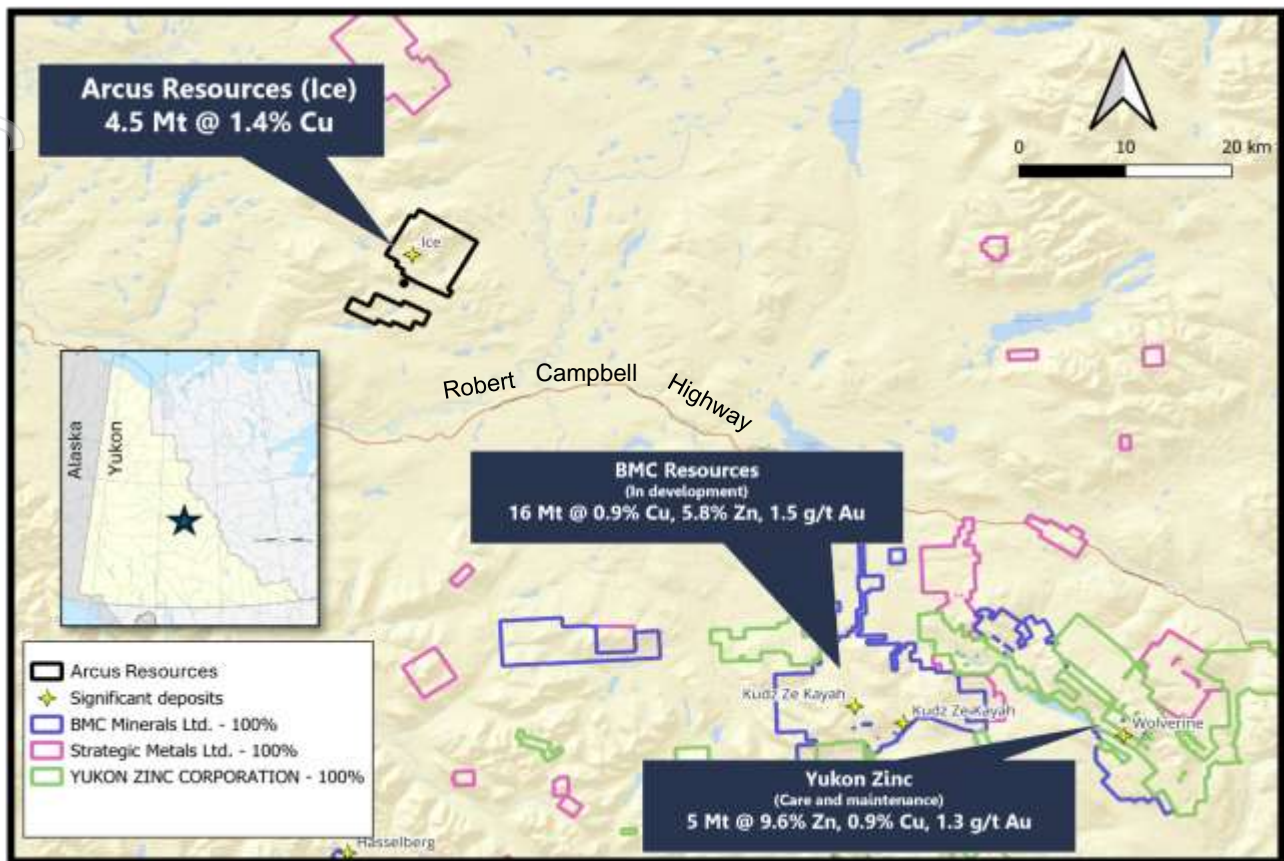 Arcus Resources (Ice)
4.5 Mt @ 1.4% Cu
0 10 20 km
Ice
Robert Campbell Highway
Alaska
Yukon
BMC Resources
(In development)
16 Mt @ 0.9% Cu, 5.8% Zn, 1.5 g/t Au
Arcus Resources
Significant deposits
BMC Minerals Ltd. - 100%
Strategic Metals Ltd. - 100%
YUKON ZINC CORPORATION - 100%
Kudz Ze Kayah
Kudz Ze Kayah
Wolverine
Yukon Zinc
(Care and maintenance)
5 Mt @ 9.6% Zn, 0.9% Cu, 1.3 g/t Au
Hasselberg